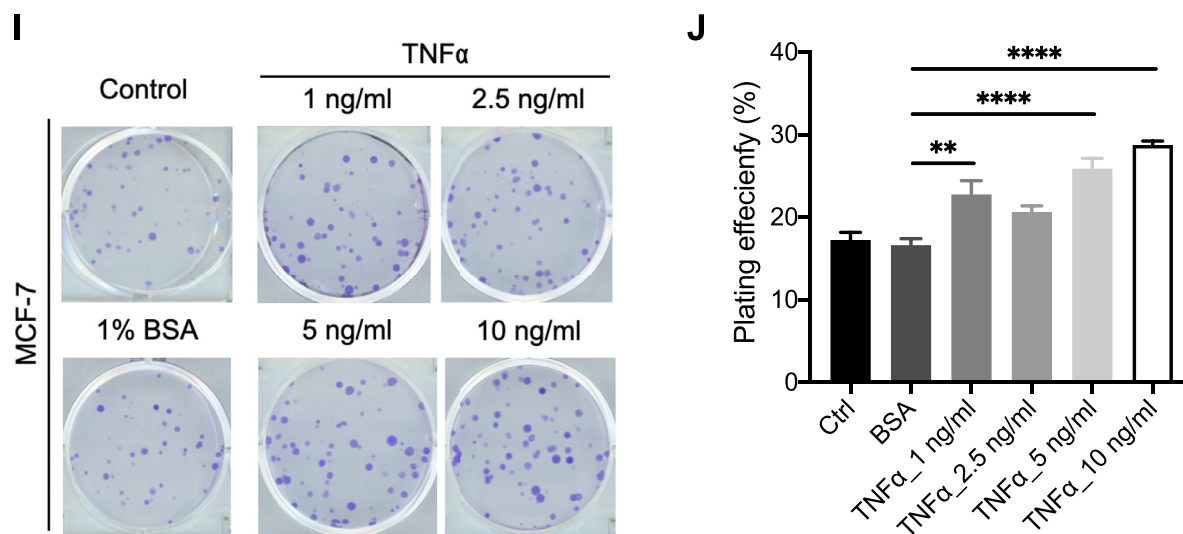 I
TNFα
Control
1 ng/ml
2.5 ng/ml
MCF-7
1% BSA
5 ng/ml
10 ng/ml
J
Plating effecienfy (%)
40
30
20
10
0
****
****
**
Ctrl
BSA
TNFα_1 ng/ml
TNFα_2.5 ng/ml
TNFα_5 ng/ml
TNFα_10 ng/ml